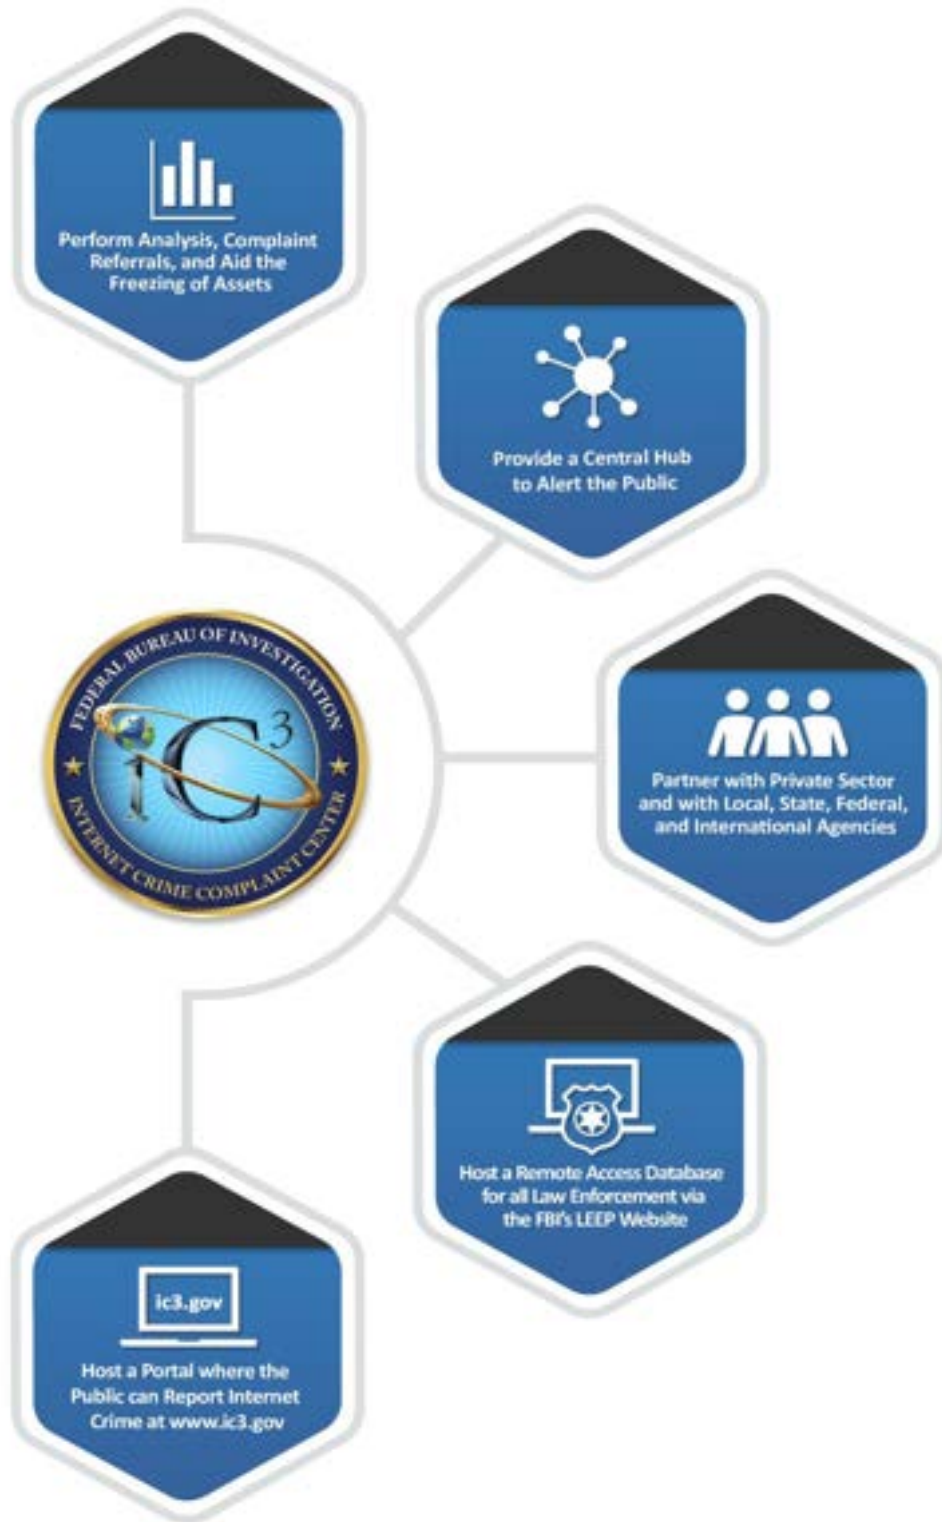 Perform Analysis, Complaint
Referrals, and Aid the
Freezing of Assets
Provide a Central Hub
to Alert the Public
FEDERAL BUREAU OF INVESTIGATION
iC3
INTERNET CRIME COMPLAINT CENTER
Partner with Private Sector
and with Local, State, Federal,
and International Agencies
Host a Remote Access Database
for all Law Enforcement via
the FBI's LEEP Website
ic3.gov
Host a Portal where the
Public can Report Internet
Crime at www.ic3.gov